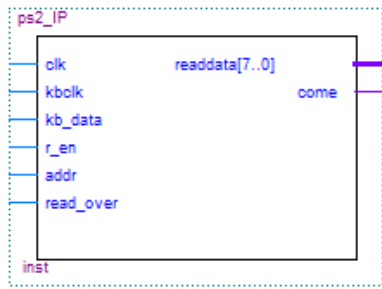 ps2_IP
clk readdata[7..0]
kbclk come
kb_data
r_en
addr
read_over
inst